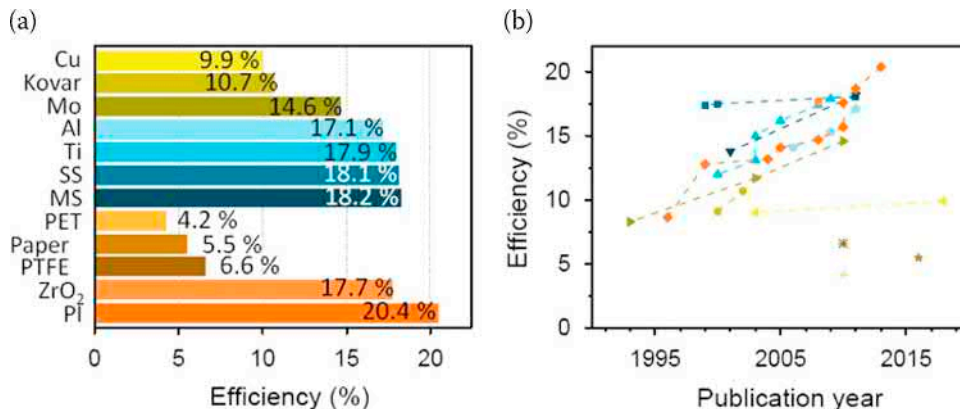 (a)
Cu 9.9 %
Kovar 10.7 %
Mo 14.6 %
Al 17.1 %
Ti 17.9 %
SS 18.1 %
MS 18.2 %
PET 4.2 %
Paper 5.5 %
PTFE 6.6 %
ZrO₂ 17.7 %
PI 20.4 %
0 5 10 15 20
Efficiency (%)
(b)
20
15
10
5
0
Efficiency (%)
1995 2005 2015
Publication year